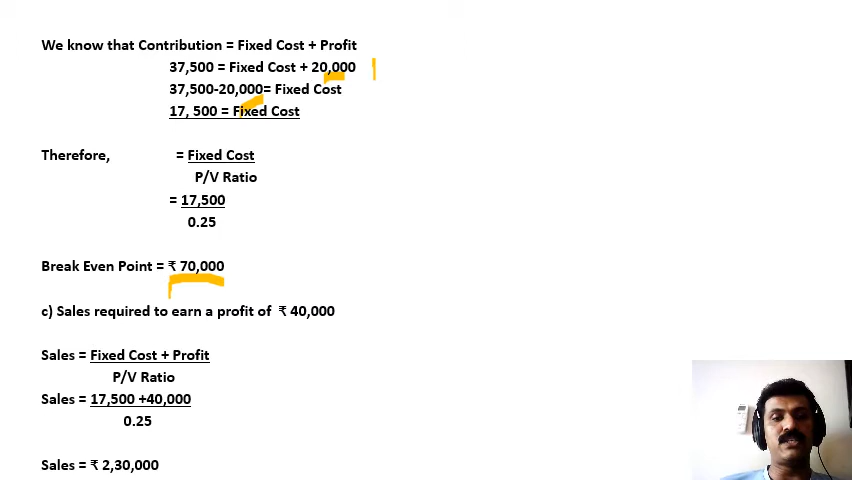 We know that Contribution = Fixed Cost + Profit
37,500 = Fixed Cost + 20,000
37,500-20,000= Fixed Cost
17, 500 = Fixed Cost
Therefore, = Fixed Cost
P/V Ratio
= 17,500
0.25
Break Even Point = ₹ 70,000
c) Sales required to earn a profit of ₹ 40,000
Sales = Fixed Cost + Profit
P/V Ratio
Sales = 17,500 +40,000
0.25
Sales = ₹ 2,30,000